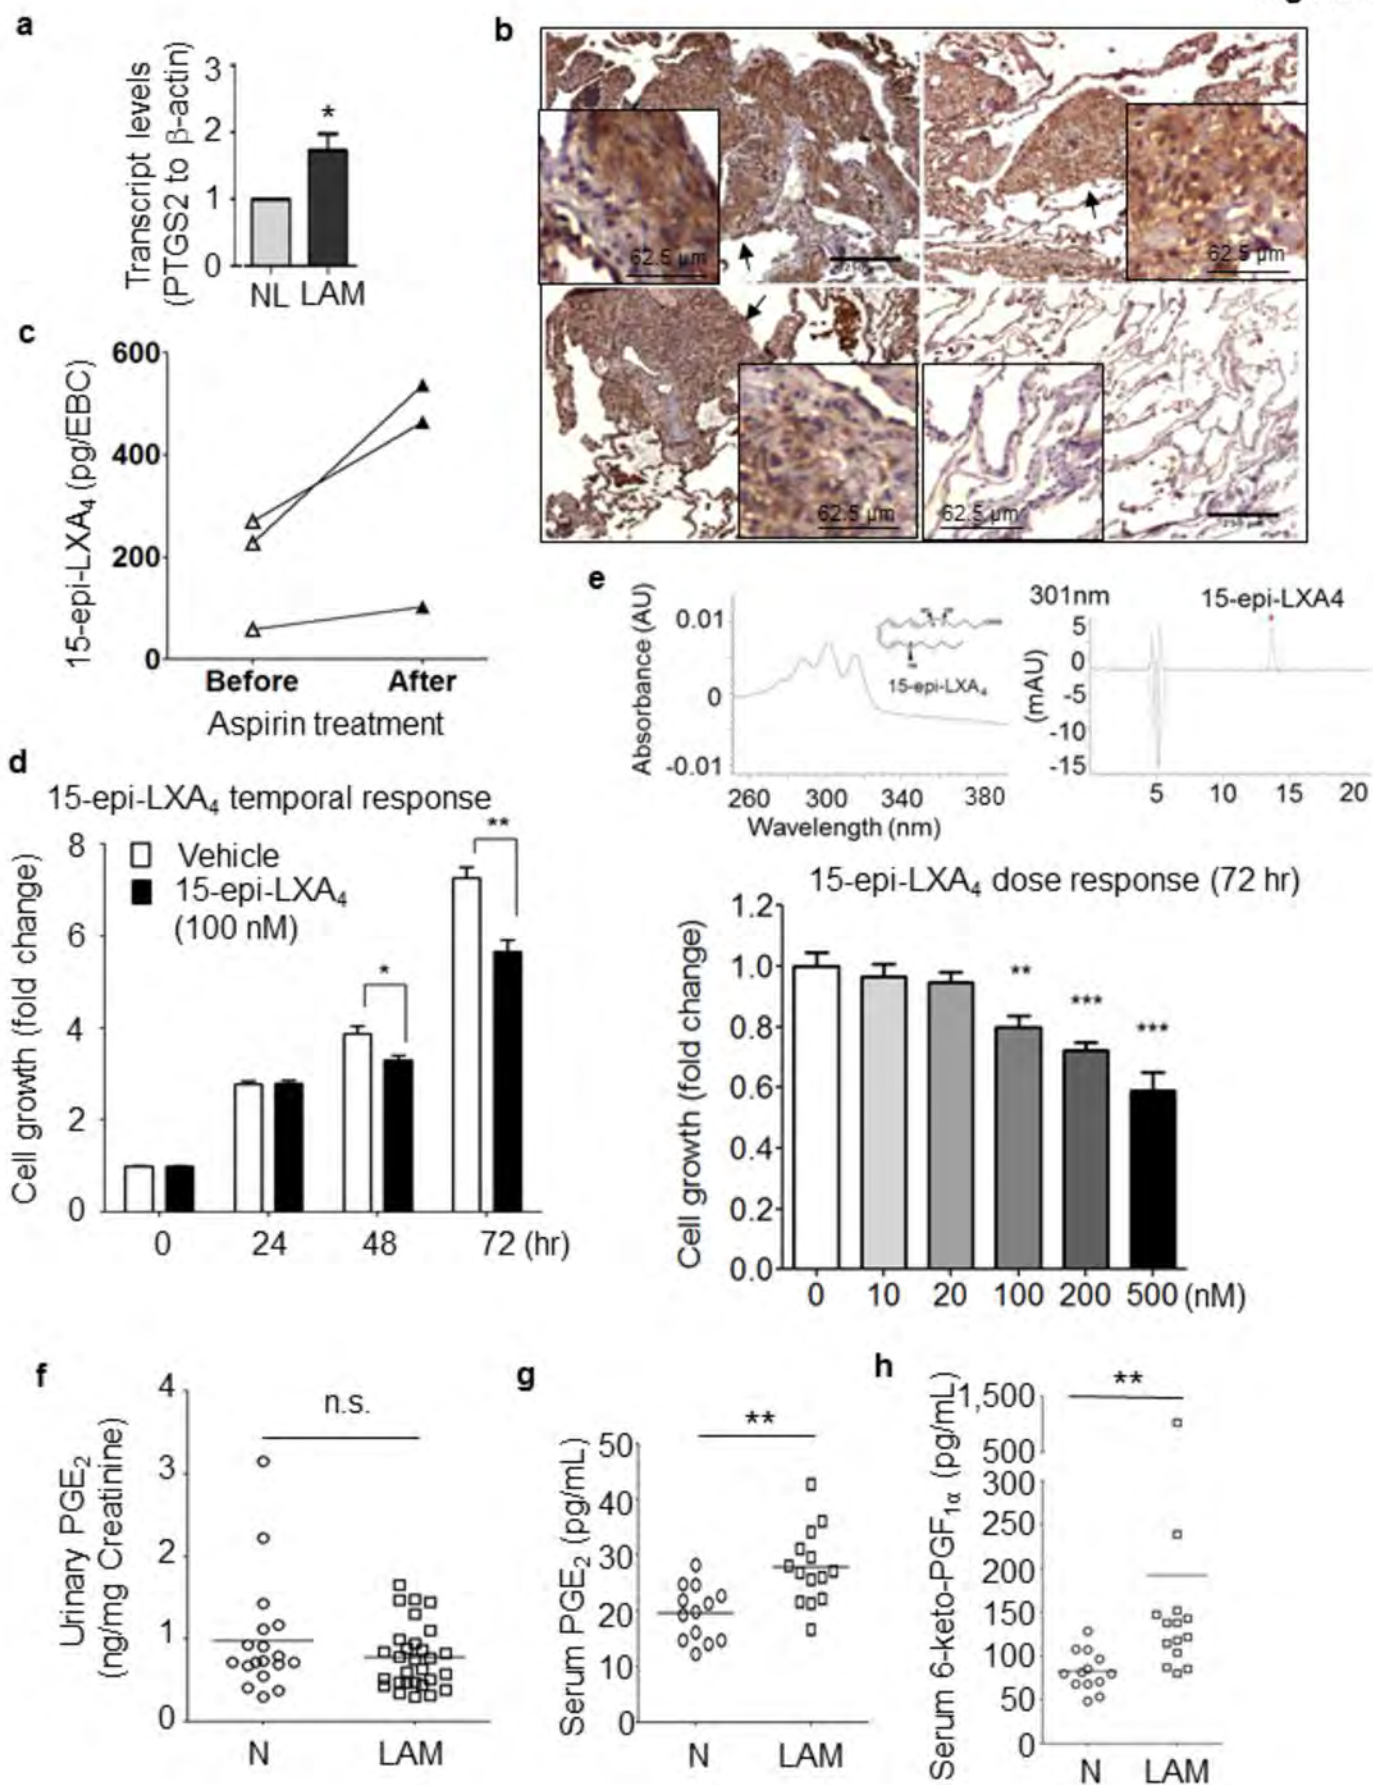 a
Transcript levels
(PTGS2 to β-actin)
3
2
1
0
*
NL LAM
b
62.5 µm
62.5 µm
62.5 µm
62.5 µm
c
15-epi-LXA4 (pg/EBC)
600
400
200
0
Before After
Aspirin treatment
d
15-epi-LXA4 temporal response
Cell growth (fold change)
8
6
4
2
0
Vehicle
15-epi-LXA4
(100 nM)
*
**
0 24 48 72 (hr)
e
Absorbance (AU)
0.01
0
-0.01
15-epi-LXA4
260 300 340 380
Wavelength (nm)
301nm
15-epi-LXA4
(mAU)
5
0
-5
-10
-15
5 10 15 20
15-epi-LXA4 dose response (72 hr)
Cell growth (fold change)
1.2
1.0
0.8
0.6
0.4
0.2
0.0
**
***
***
0 10 20 100 200 500 (nM)
f
Urinary PGE2
(ng/mg Creatinine)
4
3
2
1
0
n.s.
N LAM
g
Serum PGE2 (pg/mL)
50
40
30
20
10
0
**
N LAM
h
Serum 6-keto-PGF1α (pg/mL)
1,500
500
300
250
200
150
100
50
0
**
N LAM